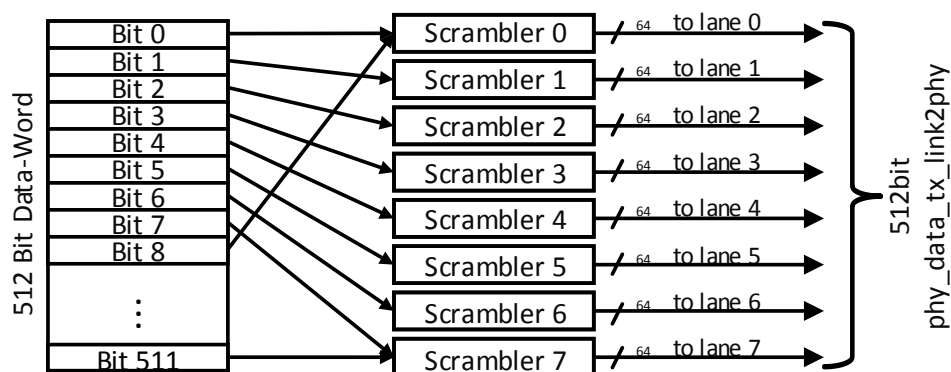 512 Bit Data-Word
Bit 0
Bit 1
Bit 2
Bit 3
Bit 4
Bit 5
Bit 6
Bit 7
Bit 8
⋮
Bit 511
Scrambler 0
Scrambler 1
Scrambler 2
Scrambler 3
Scrambler 4
Scrambler 5
Scrambler 6
Scrambler 7
64 to lane 0
64 to lane 1
64 to lane 2
64 to lane 3
64 to lane 4
64 to lane 5
64 to lane 6
64 to lane 7
512bit
phy_data_tx_link2phy